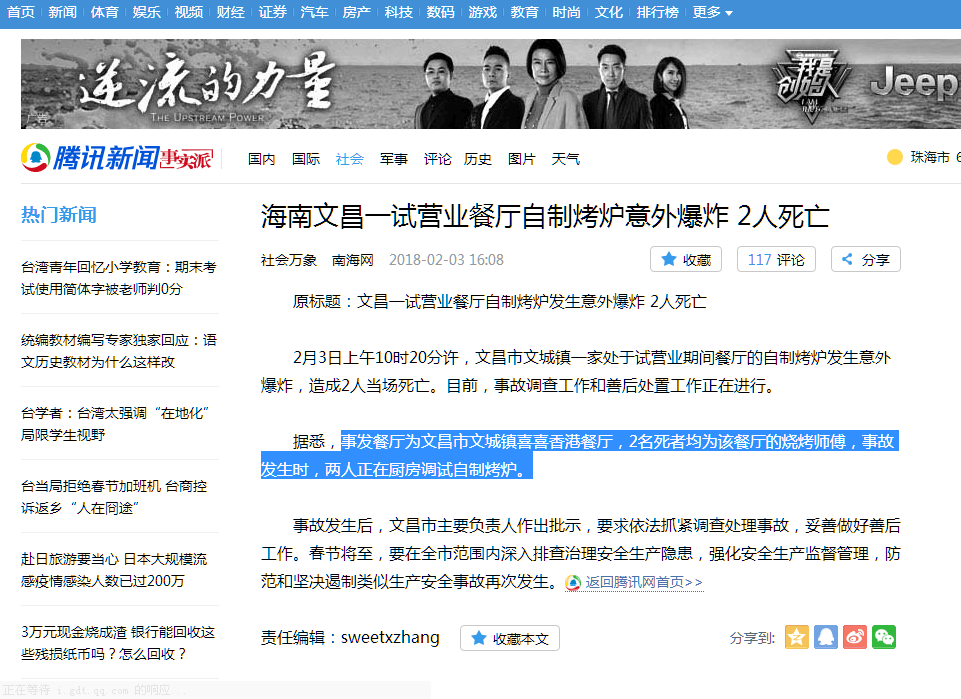 首页 新闻 体育 娱乐 视频 财经 证券 汽车 房产 科技 数码 游戏 教育 时尚 文化 排行榜 更多
逆流的力量
THE UPSTREAM POWER
我是创始人
Jeep
广告
腾讯新闻 事实派
国内 国际 社会 军事 评论 历史 图片 天气
珠海市 6
热门新闻
台湾青年回忆小学教育：期末考
试使用简体字被老师判0分
统编教材编写专家独家回应：语
文历史教材为什么这样改
台学者：台湾太强调“在地化”
局限学生视野
台当局拒绝春节加班机 台商控
诉返乡“人在囧途”
赴日旅游要当心 日本大规模流
感疫情感染人数已过200万
3万元现金烧成渣 银行能回收这
些残损纸币吗？怎么回收？
海南文昌一试营业餐厅自制烤炉意外爆炸 2人死亡
社会万象 南海网 2018-02-03 16:08
收藏 117 评论 分享
原标题：文昌一试营业餐厅自制烤炉发生意外爆炸 2人死亡
2月3日上午10时20分许，文昌市文城镇一家处于试营业期间餐厅的自制烤炉发生意外
爆炸，造成2人当场死亡。目前，事故调查工作和善后处置工作正在进行。
据悉，事发餐厅为文昌市文城镇喜喜香港餐厅，2名死者均为该餐厅的烧烤师傅，事故
发生时，两人正在厨房调试自制烤炉。
事故发生后，文昌市主要负责人作出批示，要求依法抓紧调查处理事故，妥善做好善后
工作。春节将至，要在全市范围内深入排查治理安全生产隐患，强化安全生产监督管理，防
范和坚决遏制类似生产安全事故再次发生。 返回腾讯网首页>>
责任编辑：sweetxzhang 收藏本文
分享到:
正在等待 i.gdt.qq.com 的响应...